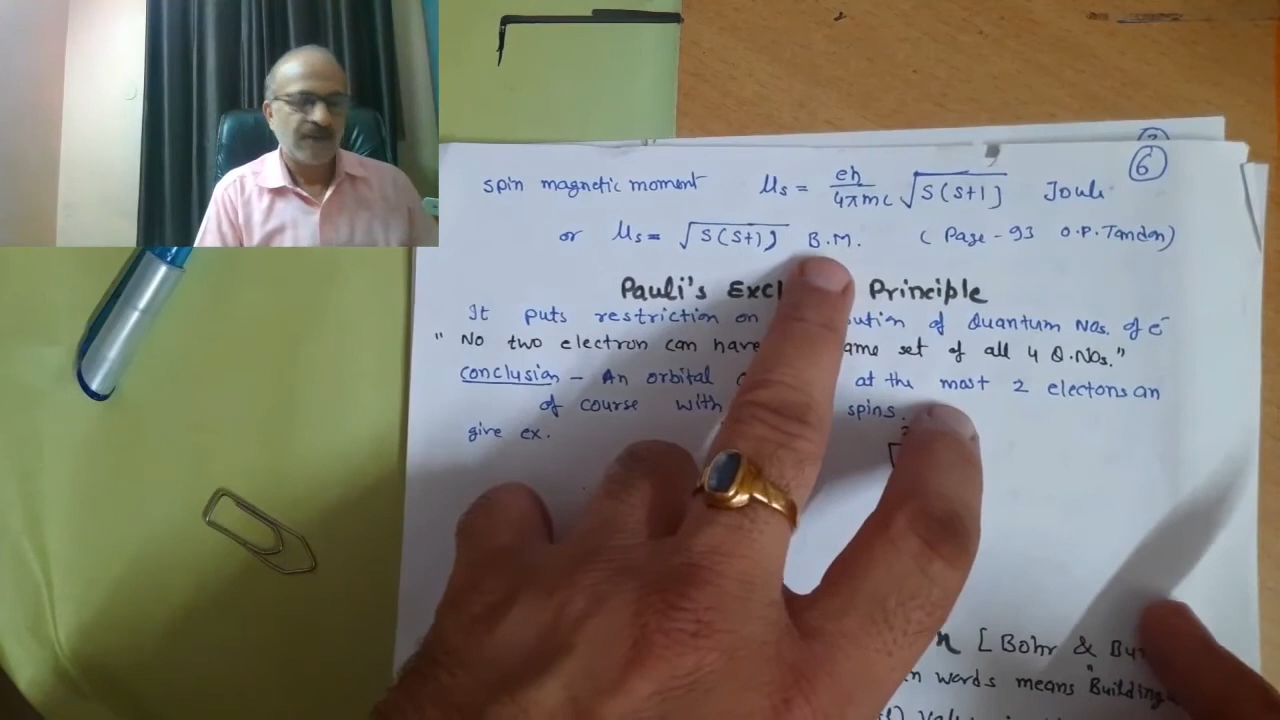 6
spin magnetic moment μs = eh/4πmc √S(S+1) Joule
or μs = √S(S+1) B.M. (Page-93 O.P.Tandon)
Pauli's Principle
It puts restriction on of Quantum Nos. of e⁻
" No two electron can have set of all 4 Q.Nos."
conclusion - An orbital at the most 2 electons an
of course with spins.
give ex.
[Bohr &
words means "Building